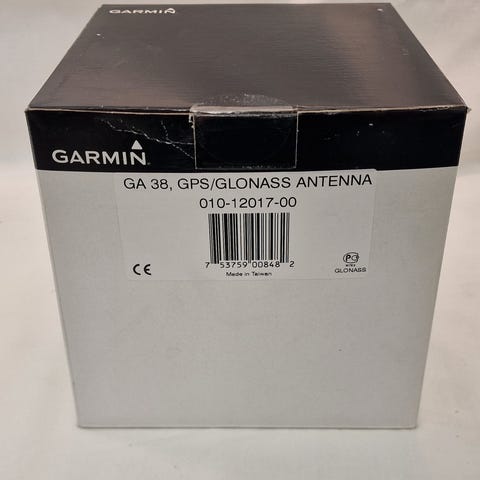 GARMIN
GARMIN
GA 38, GPS/GLONASS ANTENNA
010-12017-00
7 53759 00848 2
Made in Taiwan
CE
GLONASS